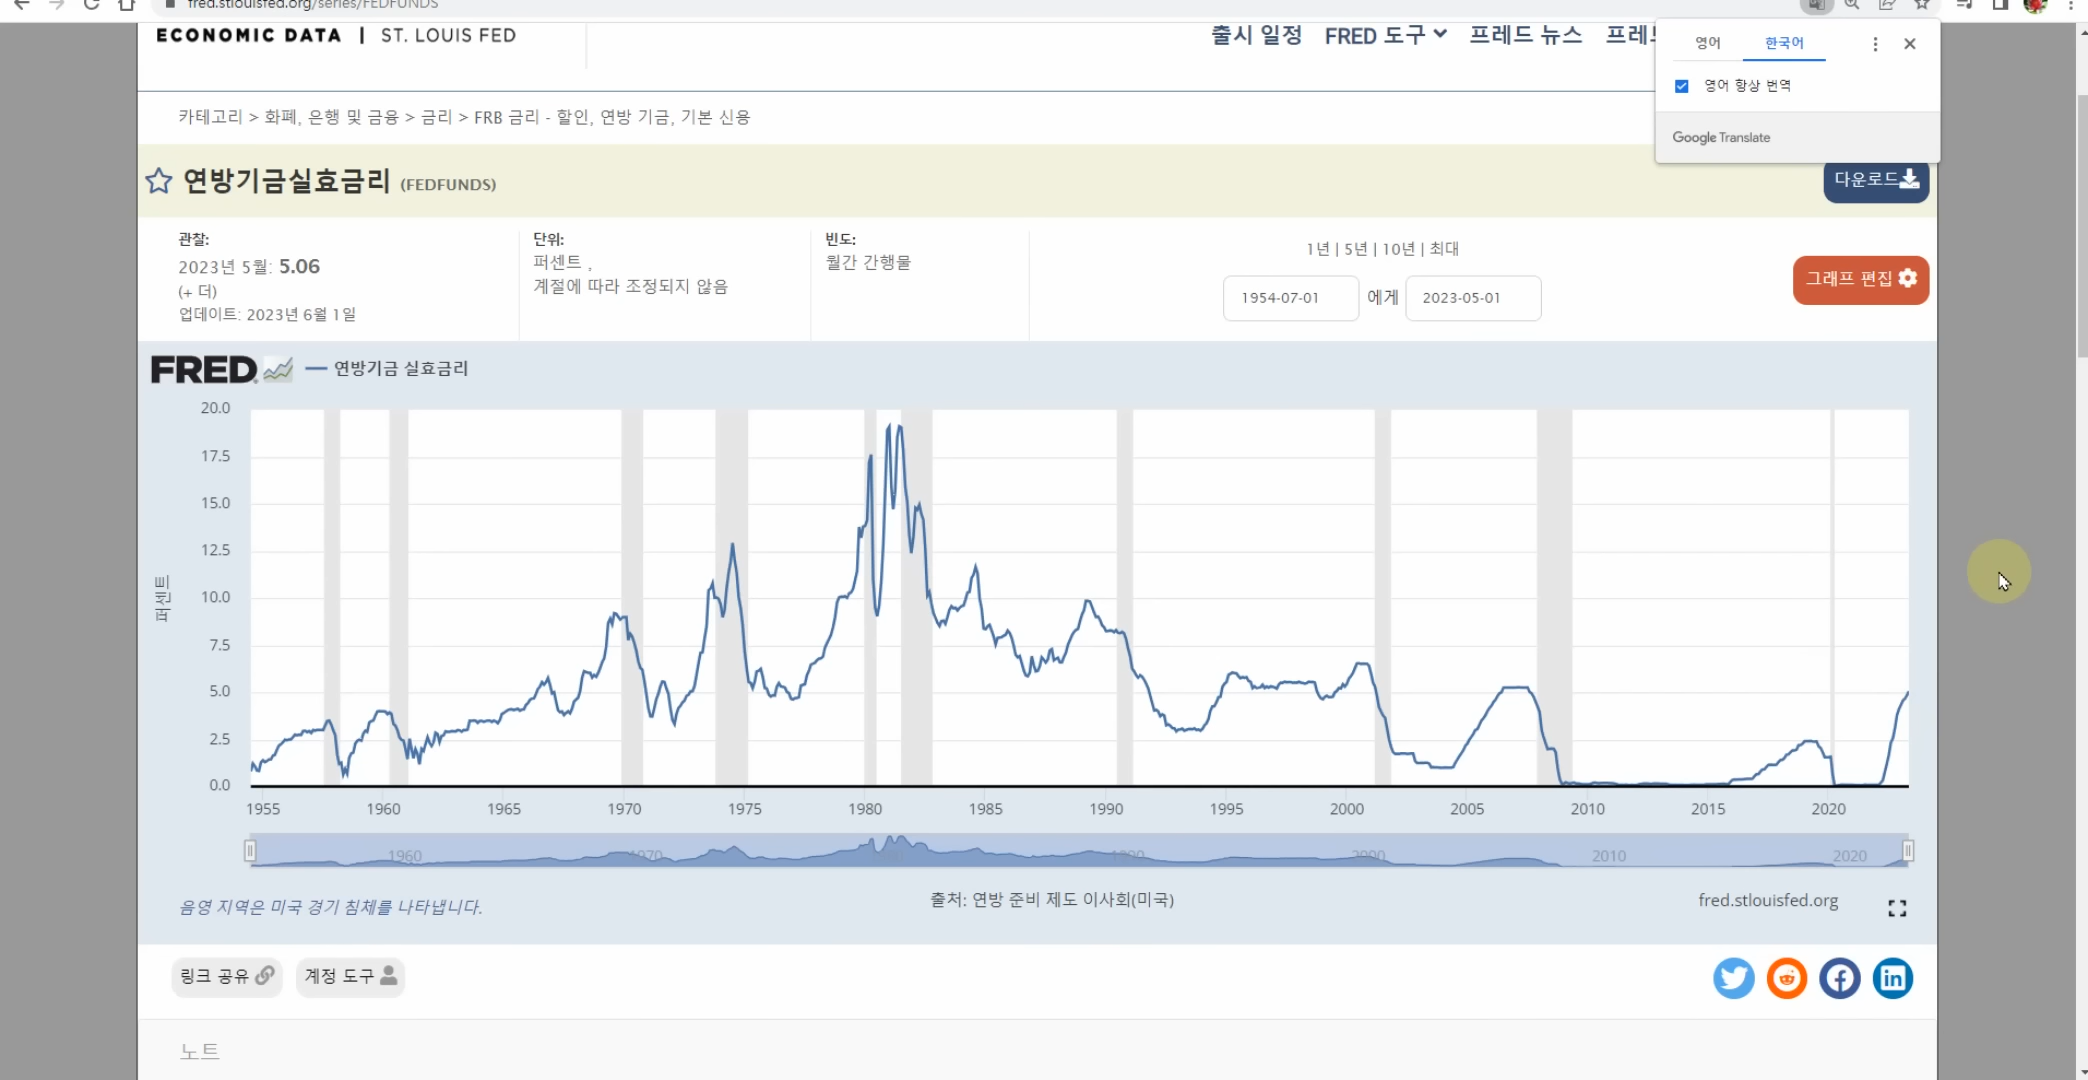 fred.stlouisfed.org/series/FEDFUNDS
ECONOMIC DATA | ST. LOUIS FED
출시 일정 FRED 도구 프레드 뉴스 프레드
영어 한국어
영어 항상 번역
Google Translate
카테고리 > 화폐, 은행 및 금융 > 금리 > FRB 금리 - 할인, 연방 기금, 기본 신용
연방기금실효금리 (FEDFUNDS)
다운로드
관찰:
2023년 5월: 5.06
(+ 더)
업데이트: 2023년 6월 1일
단위:
퍼센트 ,
계절에 따라 조정되지 않음
빈도:
월간 간행물
1년 | 5년 | 10년 | 최대
1954-07-01 에게 2023-05-01
그래프 편집
FRED 연방기금 실효금리
20.0
17.5
15.0
12.5
10.0
7.5
5.0
2.5
0.0
퍼센트
1955 1960 1965 1970 1975 1980 1985 1990 1995 2000 2005 2010 2015 2020
1960 1970 1990 2000 2010 2020
음영 지역은 미국 경기 침체를 나타냅니다.
출처: 연방 준비 제도 이사회(미국)
fred.stlouisfed.org
링크 공유 계정 도구
in
노트